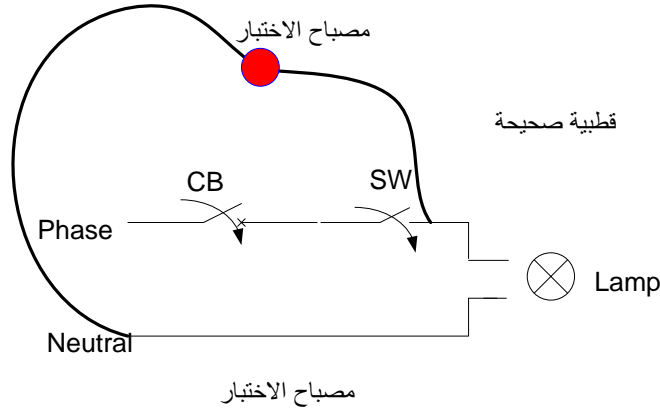 مصباح الاختبار
قطبية صحيحة
CB
SW
Phase
Lamp
Neutral
مصباح الاختبار